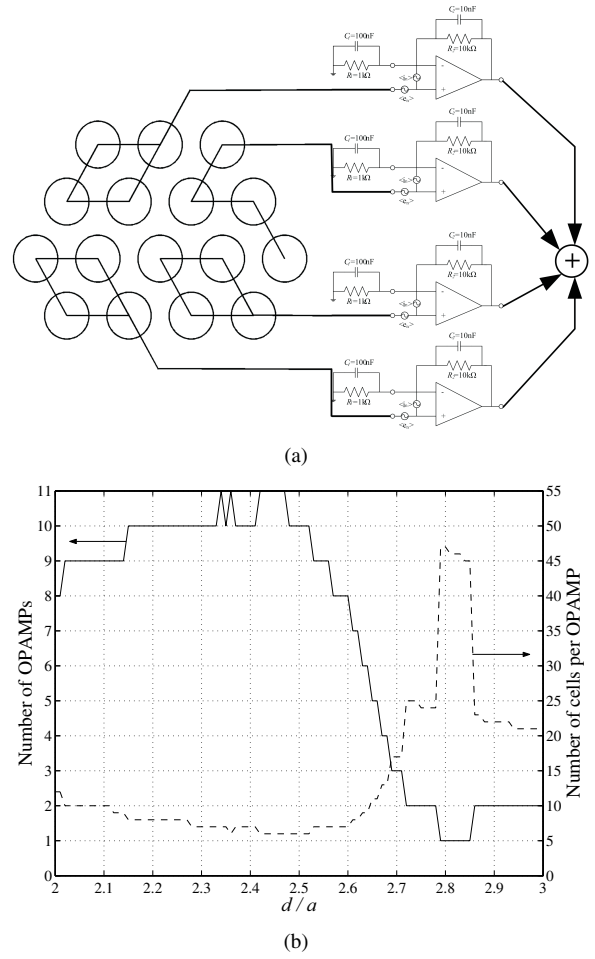 C=100nF
R=1kΩ
C=10nF
R=10kΩ
-
+
C=100nF
R=1kΩ
C=10nF
R=10kΩ
-
+
+
C=100nF
R=1kΩ
C=10nF
R=10kΩ
-
+
C=100nF
R=1kΩ
C=10nF
R=10kΩ
-
+
(a)
11
10
9
8
7
6
5
4
3
2
1
0
Number of OPAMPs
55
50
45
40
35
30
25
20
15
10
5
0
Number of cells per OPAMP
2 2.1 2.2 2.3 2.4 2.5 2.6 2.7 2.8 2.9 3
d / a
(b)